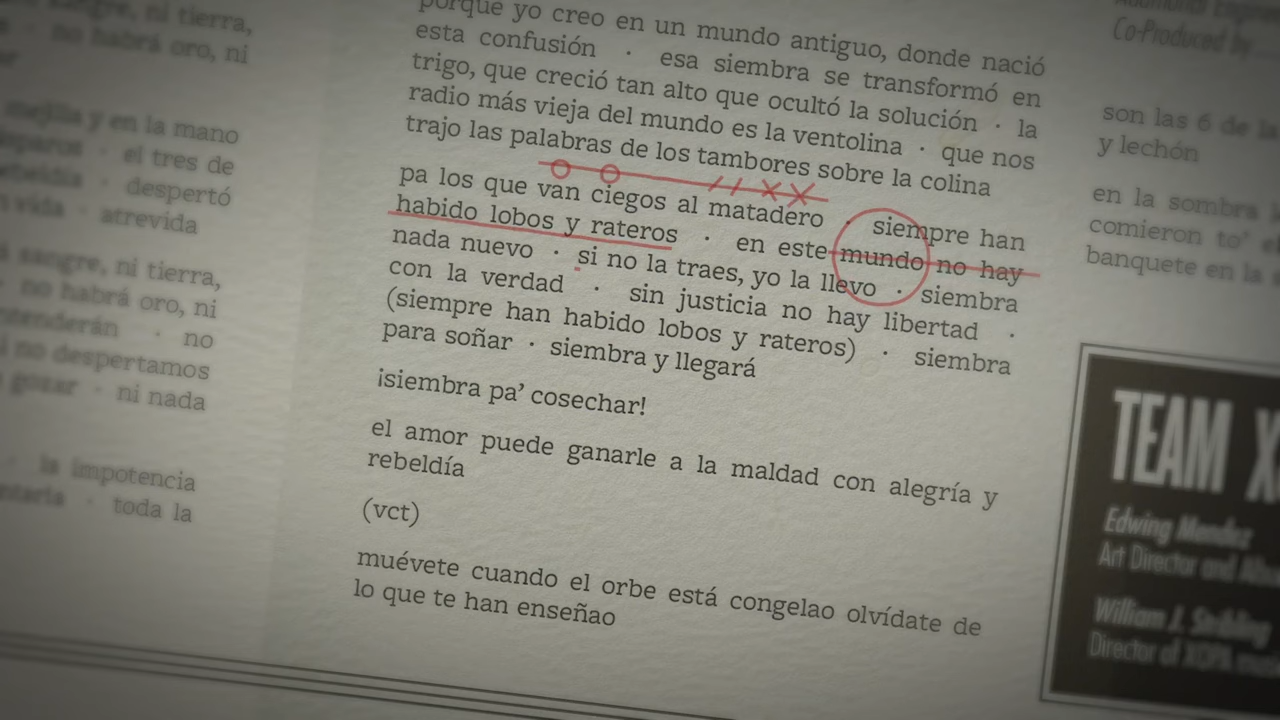 sangre, ni tierra,
no habrá oro, ni
mejilla y en la mano
el tres de
despertó
vida · atrevida
sangre, ni tierra,
· no habrá oro, ni
· no
no despertamos
gozar · ni nada
la impotencia
toda la
porque yo creo en un mundo antiguo, donde nació
esta confusión · esa siembra se transformó en
trigo, que creció tan alto que ocultó la solución · la
radio más vieja del mundo es la ventolina · que nos
trajo las palabras de los tambores sobre la colina
pa los que van ciegos al matadero · siempre han
habido lobos y rateros · en este mundo no hay
nada nuevo · si no la traes, yo la llevo · siembra
con la verdad · sin justicia no hay libertad ·
(siempre han habido lobos y rateros) · siembra
para soñar · siembra y llegará
¡siembra pa’ cosechar!
el amor puede ganarle a la maldad con alegría y
rebeldía
(vct)
muévete cuando el orbe está congelao olvídate de
lo que te han enseñao
Co-Produced by
son las 6 de la
y lechón
en la sombra
comieron to’
banquete en la
TEAM X
Edwing Mendez
Art Director and
William J.
Director of XOPA